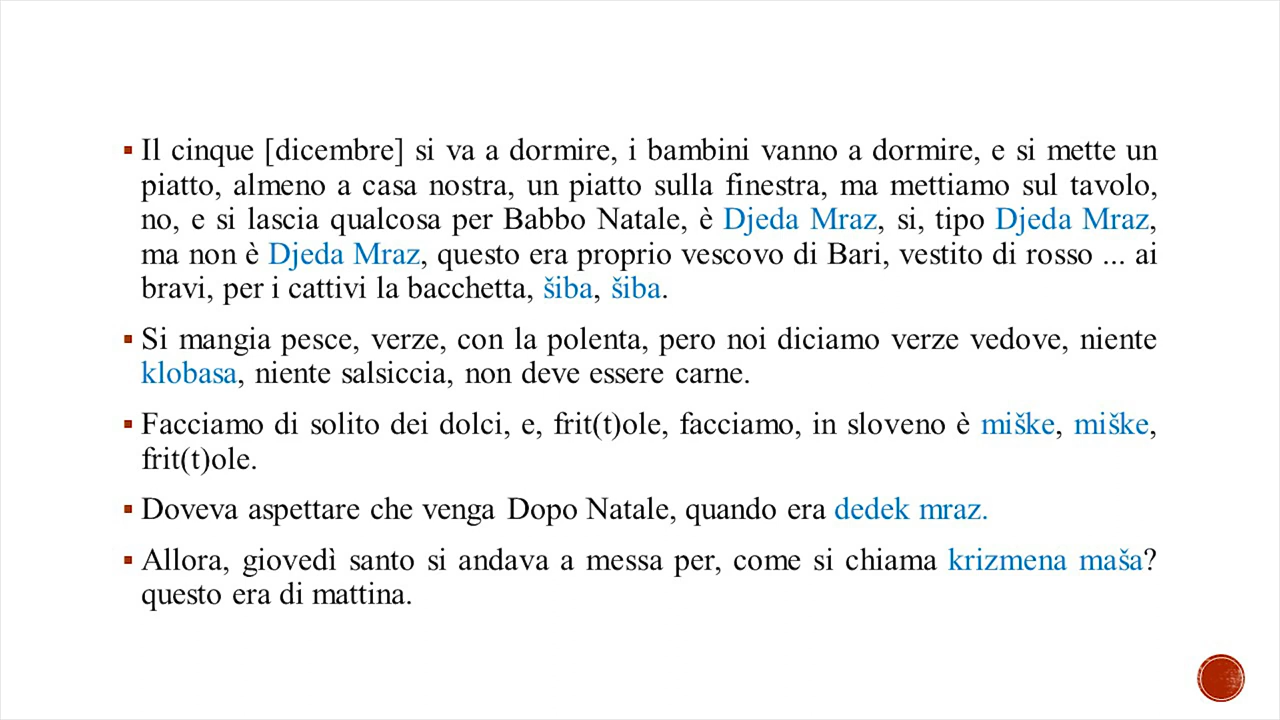 ▪ Il cinque [dicembre] si va a dormire, i bambini vanno a dormire, e si mette un
piatto, almeno a casa nostra, un piatto sulla finestra, ma mettiamo sul tavolo,
no, e si lascia qualcosa per Babbo Natale, è Djeda Mraz, si, tipo Djeda Mraz,
ma non è Djeda Mraz, questo era proprio vescovo di Bari, vestito di rosso ... ai
bravi, per i cattivi la bacchetta, šiba, šiba.
▪ Si mangia pesce, verze, con la polenta, pero noi diciamo verze vedove, niente
klobasa, niente salsiccia, non deve essere carne.
▪ Facciamo di solito dei dolci, e, frit(t)ole, facciamo, in sloveno è miške, miške,
frit(t)ole.
▪ Doveva aspettare che venga Dopo Natale, quando era dedek mraz.
▪ Allora, giovedì santo si andava a messa per, come si chiama krizmena maša?
questo era di mattina.